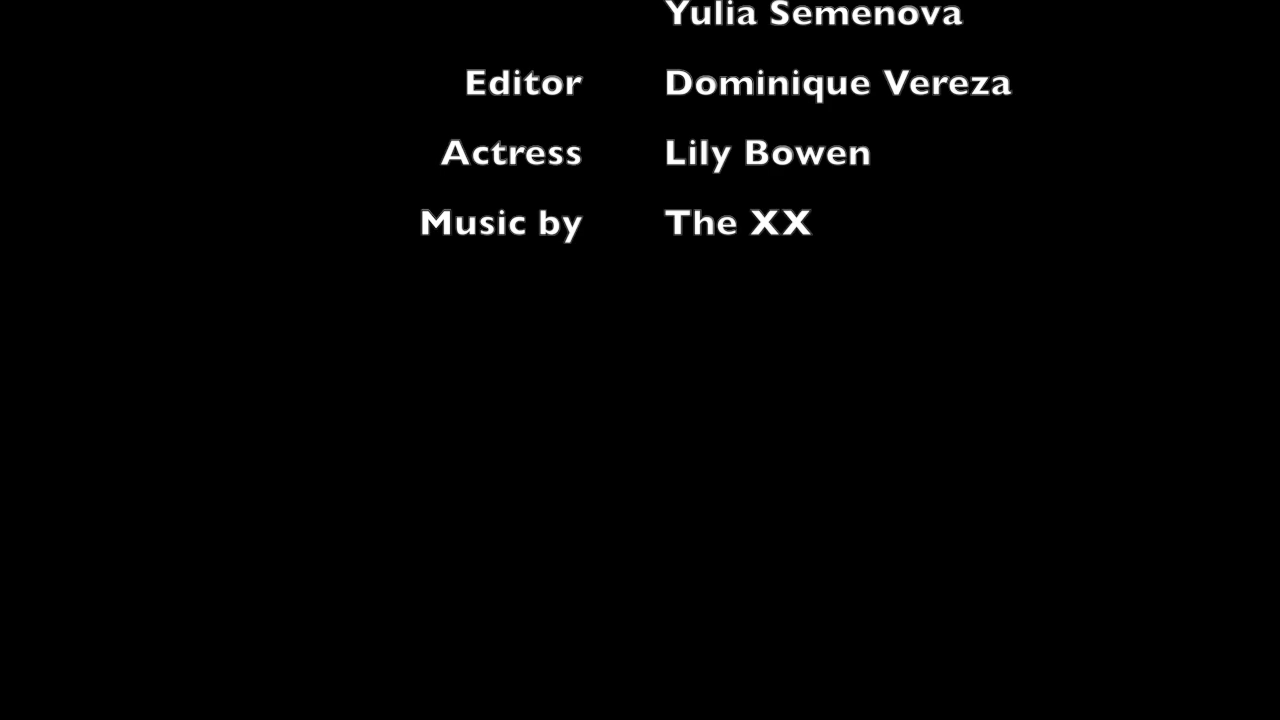 Yulia Semenova
Editor Dominique Vereza
Actress Lily Bowen
Music by The XX